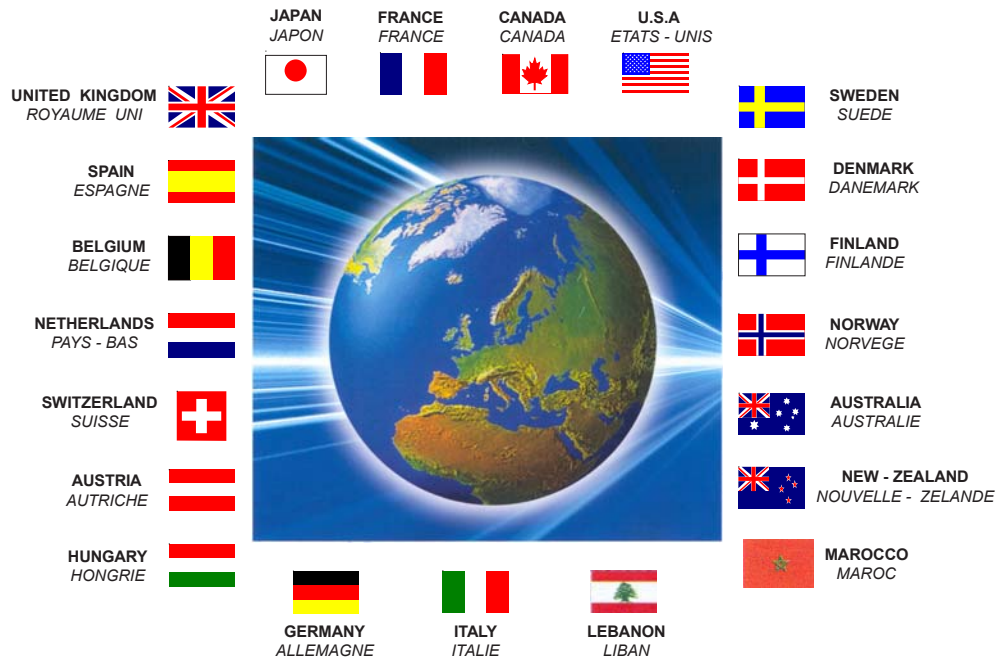 JAPAN
JAPON
FRANCE
FRANCE
CANADA
CANADA
U.S.A
ETATS - UNIS
UNITED KINGDOM
ROYAUME UNI
SPAIN
ESPAGNE
BELGIUM
BELGIQUE
NETHERLANDS
PAYS - BAS
SWITZERLAND
SUISSE
AUSTRIA
AUTRICHE
HUNGARY
HONGRIE
SWEDEN
SUEDE
DENMARK
DANEMARK
FINLAND
FINLANDE
NORWAY
NORVEGE
AUSTRALIA
AUSTRALIE
NEW - ZEALAND
NOUVELLE - ZELANDE
MAROCCO
MAROC
GERMANY
ALLEMAGNE
ITALY
ITALIE
LEBANON
LIBAN